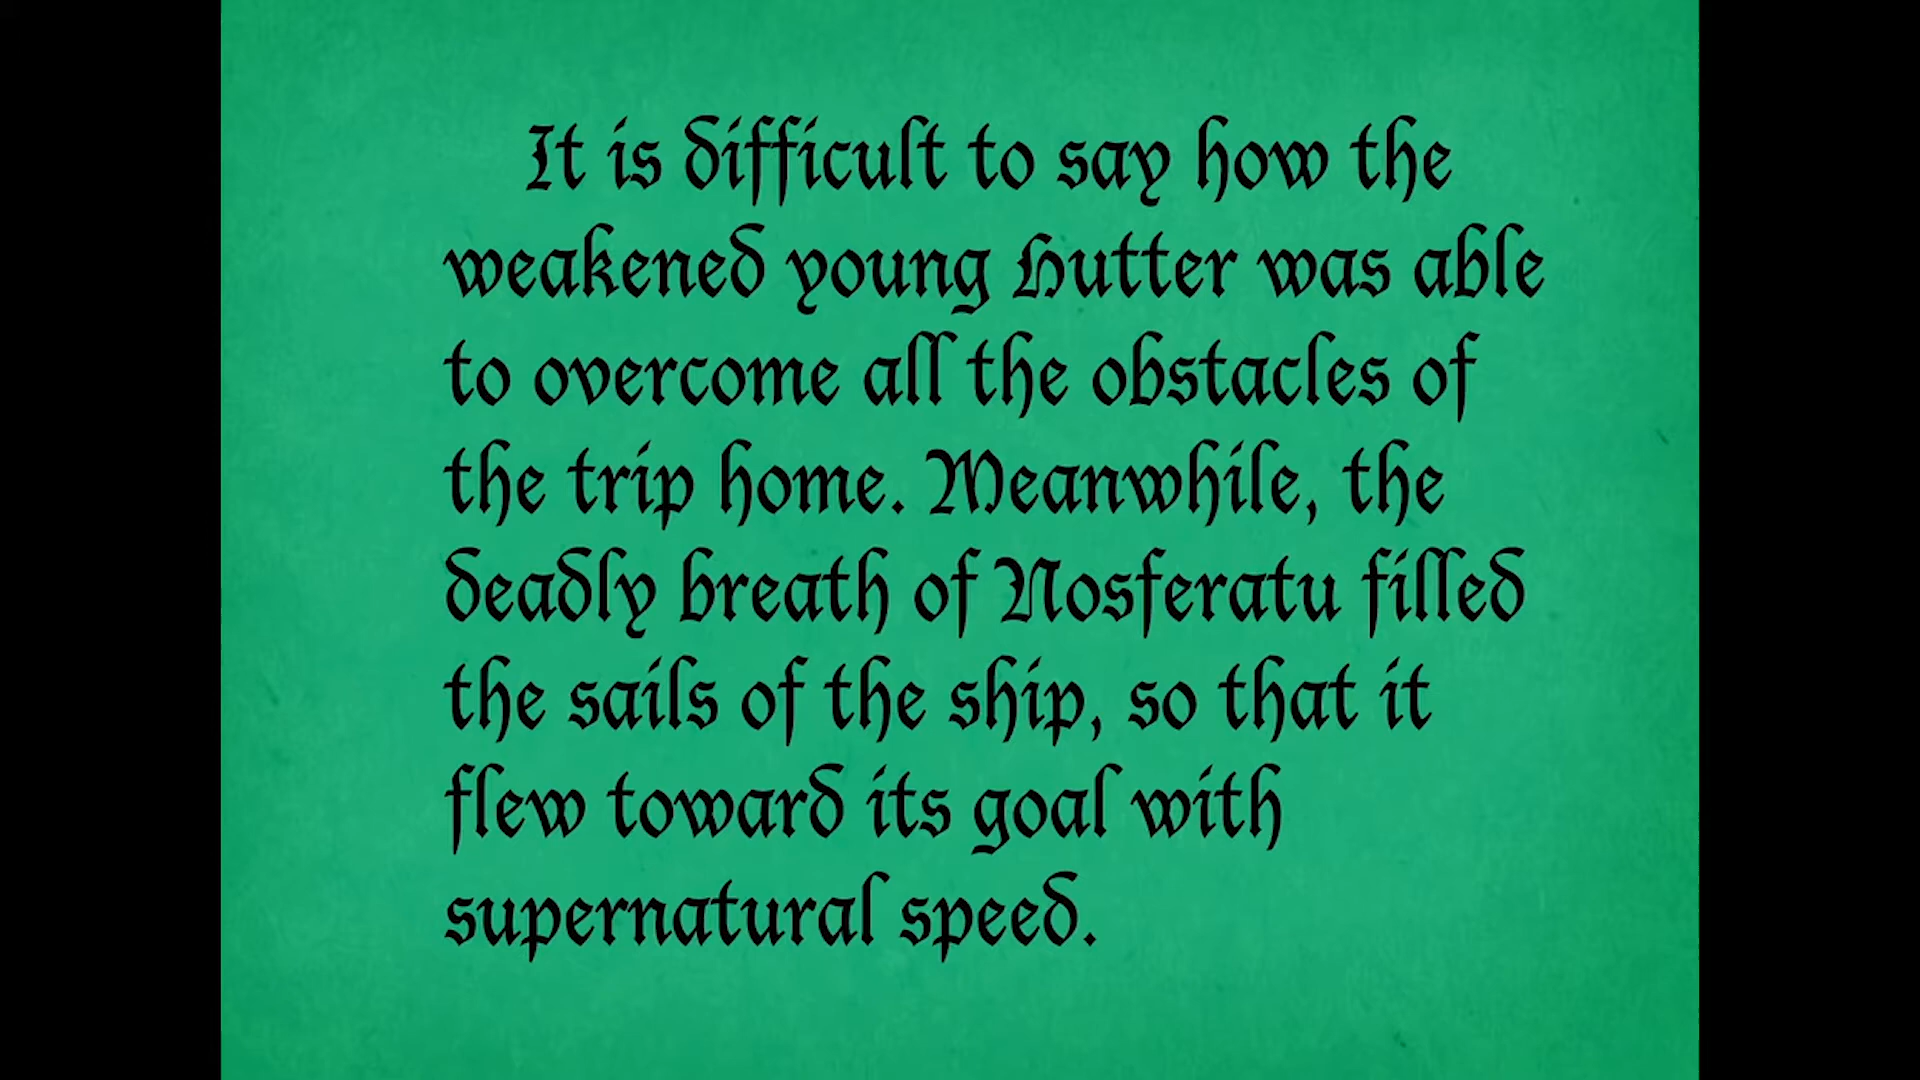 It is difficult to say how the
weakened young Hutter was able
to overcome all the obstacles of
the trip home. Meanwhile, the
deadly breath of Nosferatu filled
the sails of the ship, so that it
flew toward its goal with
supernatural speed.